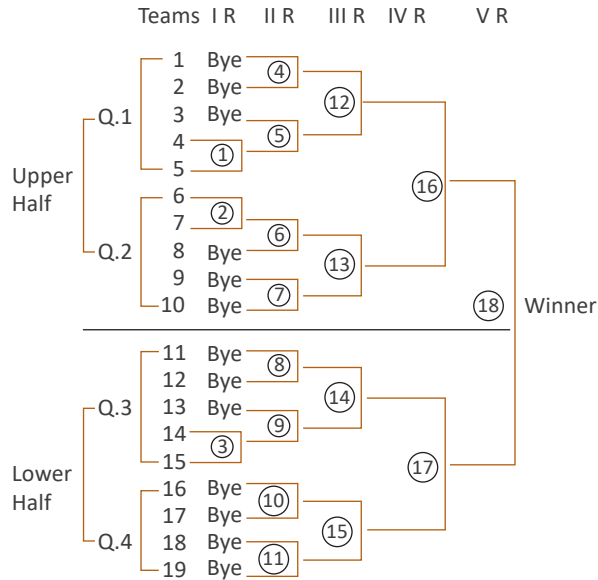 Teams I R II R III R IV R V R
1 Bye
④
2 Bye
⑫
Q.1 3 Bye
⑤
4
①
5
Upper
Half
⑯
6
②
7
⑥
Q.2 8 Bye
⑬
9 Bye
⑦
10 Bye
⑱ Winner
11 Bye
⑧
12 Bye
⑭
Q.3 13 Bye
⑨
14
③
15
⑰
Lower
Half
16 Bye
⑩
17 Bye
⑮
Q.4 18 Bye
⑪
19 Bye